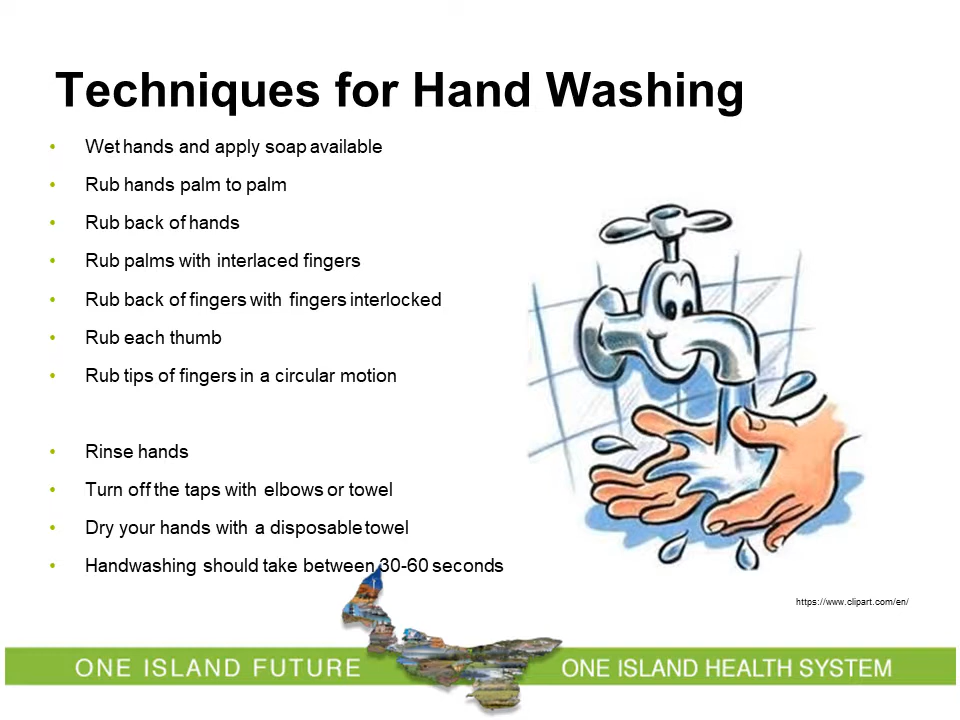 Techniques for Hand Washing
• Wet hands and apply soap available
• Rub hands palm to palm
• Rub back of hands
• Rub palms with interlaced fingers
• Rub back of fingers with fingers interlocked
• Rub each thumb
• Rub tips of fingers in a circular motion
• Rinse hands
• Turn off the taps with elbows or towel
• Dry your hands with a disposable towel
• Handwashing should take between 30-60 seconds
https://www.clipart.com/en/
ONE ISLAND FUTURE
ONE ISLAND HEALTH SYSTEM